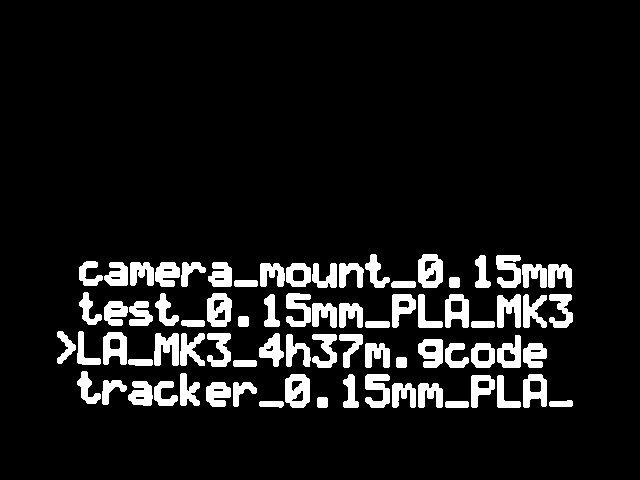 camera_mount_0.15mm
test_0.15mm_PLA_MK3
>LA_MK3_4h37m.gcode
tracker_0.15mm_PLA_